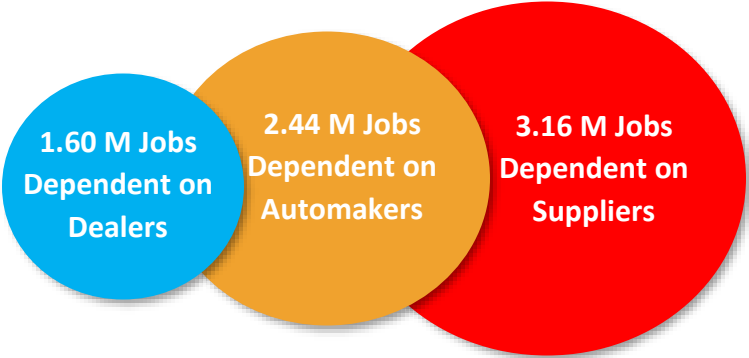 1.60 M Jobs
Dependent on
Dealers
2.44 M Jobs
Dependent on
Automakers
3.16 M Jobs
Dependent on
Suppliers